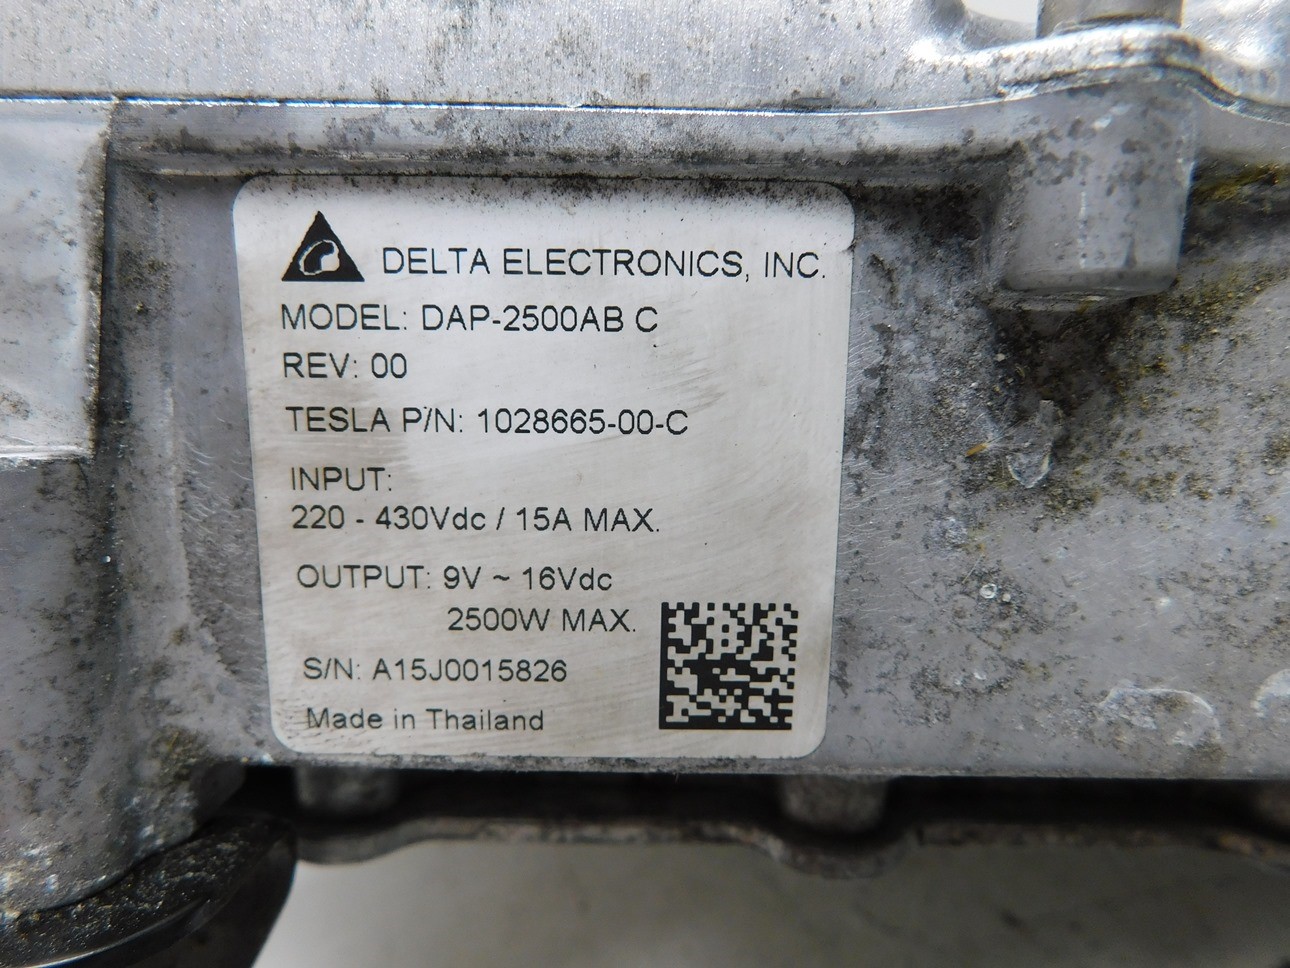 DELTA ELECTRONICS, INC.
MODEL: DAP-2500AB C
REV: 00
TESLA P/N: 1028665-00-C
INPUT:
220 - 430Vdc / 15A MAX.
OUTPUT: 9V ~ 16Vdc
2500W MAX.
S/N: A15J0015826
Made in Thailand